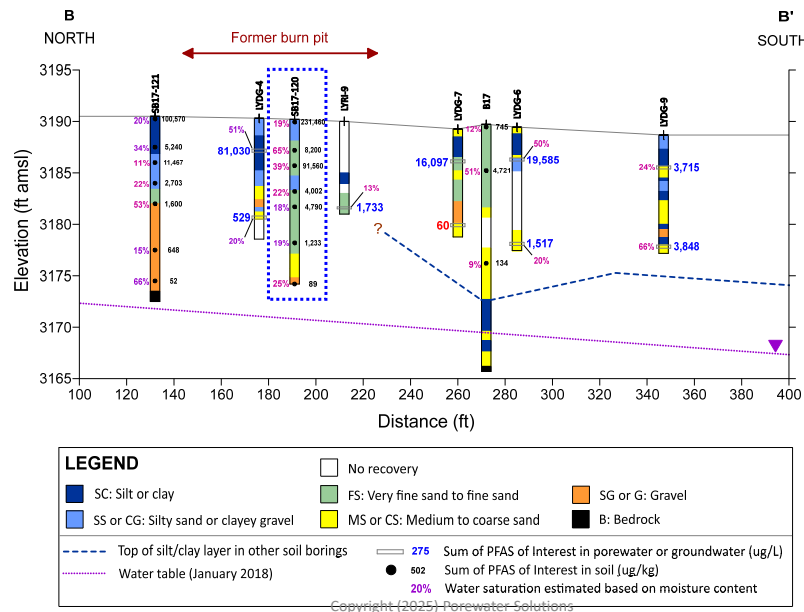 B
B'
NORTH
SOUTH
Former burn pit
3195
3190
3185
3180
3175
3170
3165
Elevation (ft amsl)
SB17-121
LYDG-4
SB17-120
LYRI-9
LYDG-7
B17
LYDG-6
LYDG-9
20% 100,570
34% 5,240
11% 11,467
22% 2,703
53% 1,600
15% 648
66% 52
51%
81,030
529
20%
19% 231,460
65% 8,200
39% 91,560
22% 4,002
18% 4,790
19% 1,233
25% 89
13%
1,733
?
16,097
60
12% 745
51% 4,721
9% 134
50%
19,585
1,517
20%
24% 3,715
66% 3,848
100 120 140 160 180 200 220 240 260 280 300 320 340 360 380 400
Distance (ft)
LEGEND
No recovery
SC: Silt or clay
FS: Very fine sand to fine sand
SG or G: Gravel
SS or CG: Silty sand or clayey gravel
MS or CS: Medium to coarse sand
B: Bedrock
Top of silt/clay layer in other soil borings
275 Sum of PFAS of Interest in porewater or groundwater (ug/L)
Water table (January 2018)
502 Sum of PFAS of Interest in soil (ug/kg)
20% Water saturation estimated based on moisture content
Copyright (2025) Porewater Solutions